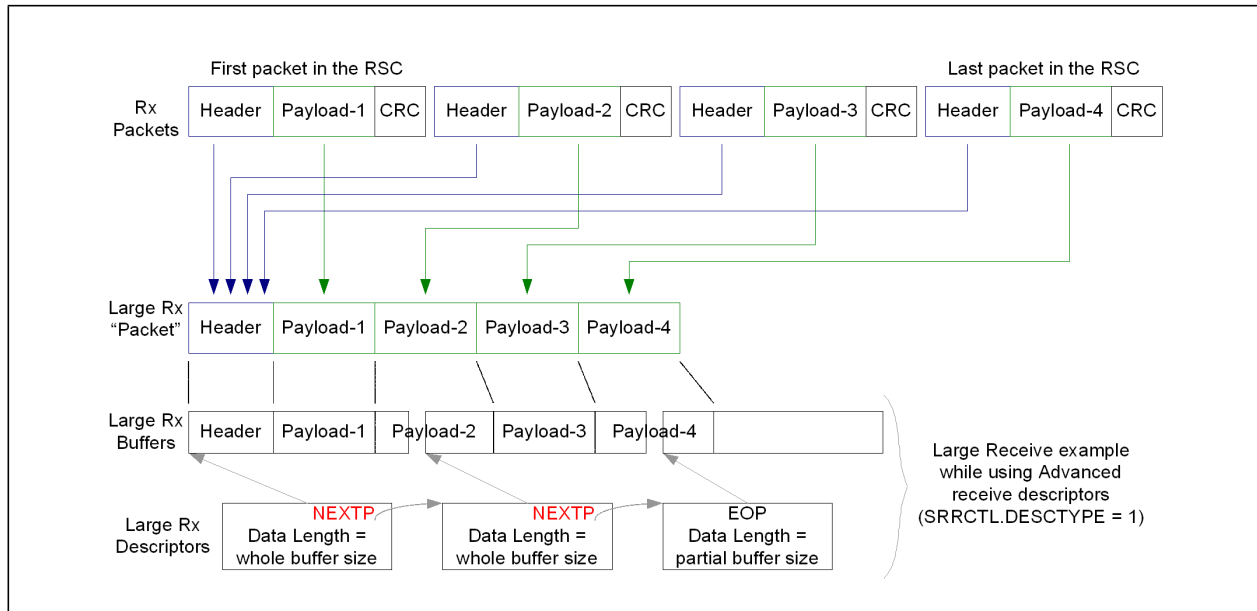 First packet in the RSC
Last packet in the RSC
Rx
Packets
Header Payload-1 CRC Header Payload-2 CRC Header Payload-3 CRC Header Payload-4 CRC
Large Rx
“Packet”
Header Payload-1 Payload-2 Payload-3 Payload-4
Large Rx
Buffers
Header Payload-1 Payload-2 Payload-3 Payload-4
Large Rx
Descriptors
NEXTP
Data Length =
whole buffer size
NEXTP
Data Length =
whole buffer size
EOP
Data Length =
partial buffer size
Large Receive example
while using Advanced
receive descriptors
(SRRCTL.DESCTYPE = 1)